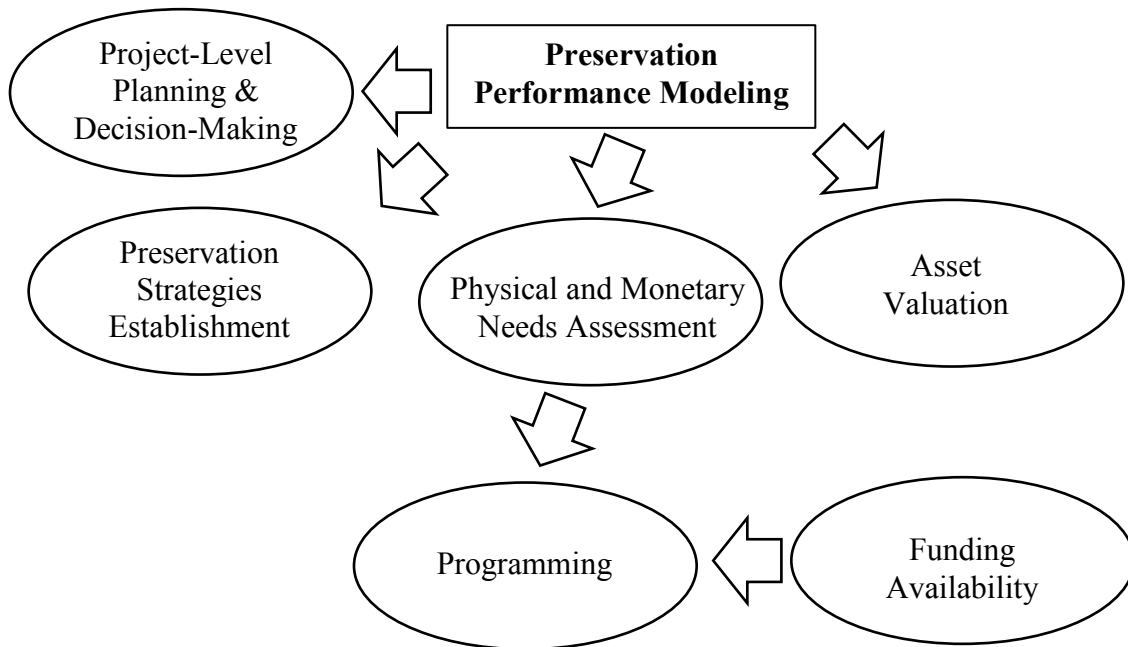 Project-Level
Planning &
Decision-Making
Preservation
Performance Modeling
Preservation
Strategies
Establishment
Physical and Monetary
Needs Assessment
Asset
Valuation
Programming
Funding
Availability